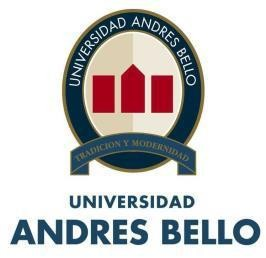 UNIVERSIDAD ANDRES BELLO
TRADICION Y MODERNIDAD
UNIVERSIDAD
ANDRES BELLO